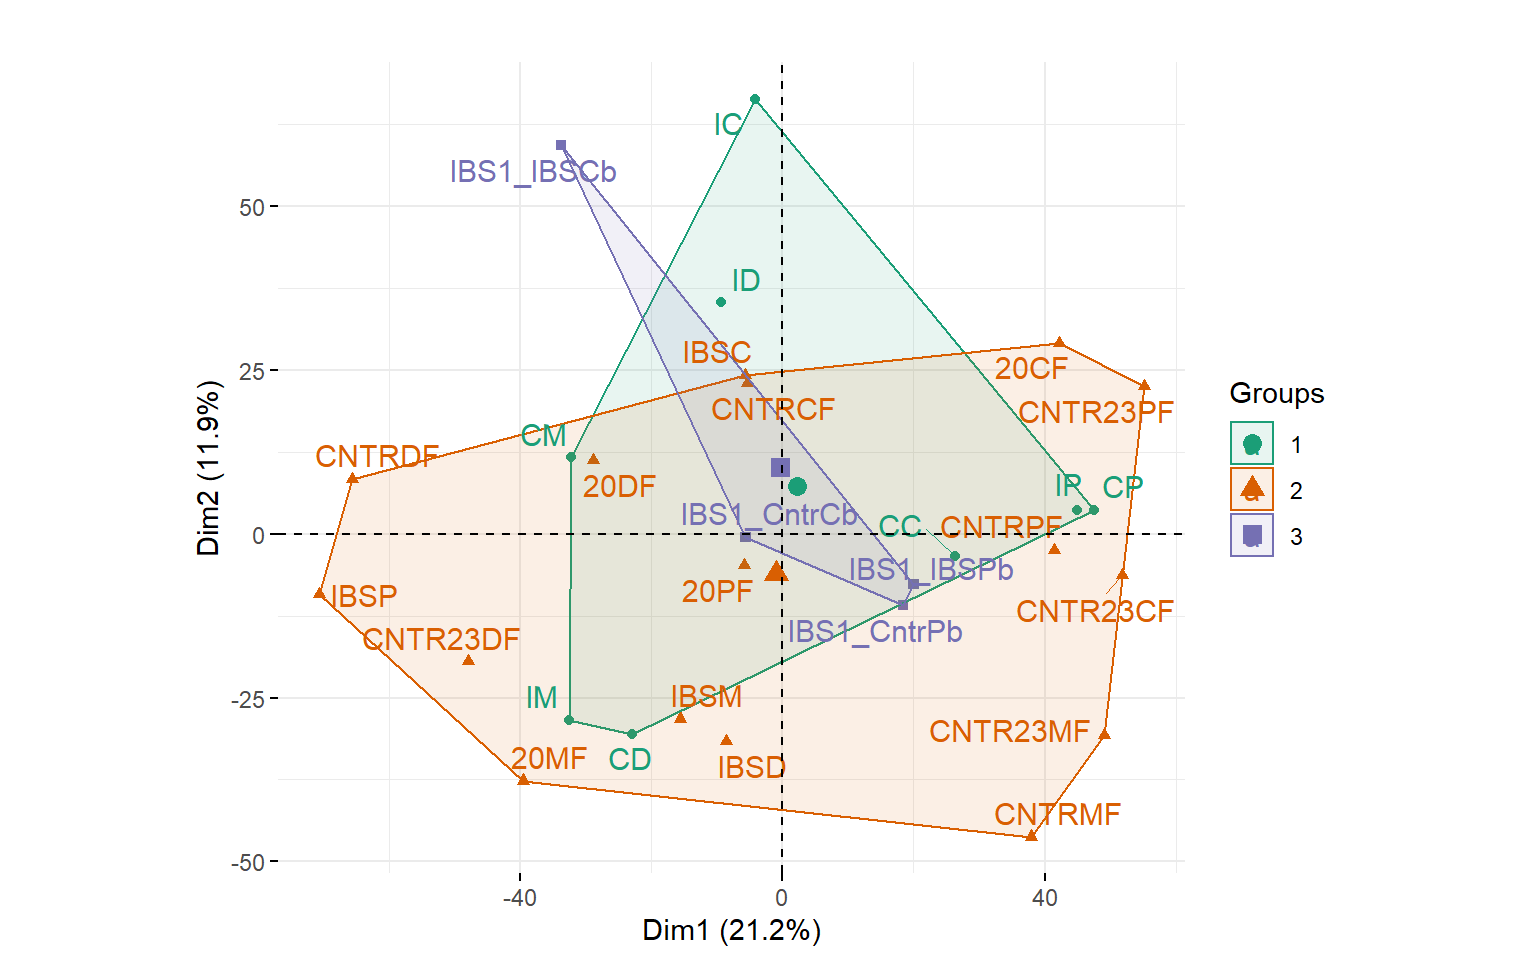 IC
IBS1_IBSCb
50
ID
IBSC
20CF
25
CNTRCF
CNTR23PF
CM
CNTRDF
20DF
IP
CP
IBS1_CntrCb
CC
CNTRPF
0
IBS1_IBSPb
20PF
IBSP
CNTR23CF
IBS1_CntrPb
CNTR23DF
IM
IBSM
-25
CNTR23MF
20MF
CD
IBSD
CNTRMF
-50
-40
0
40
Dim1 (21.2%)
Dim2 (11.9%)
Groups
a 1
a 2
a 3